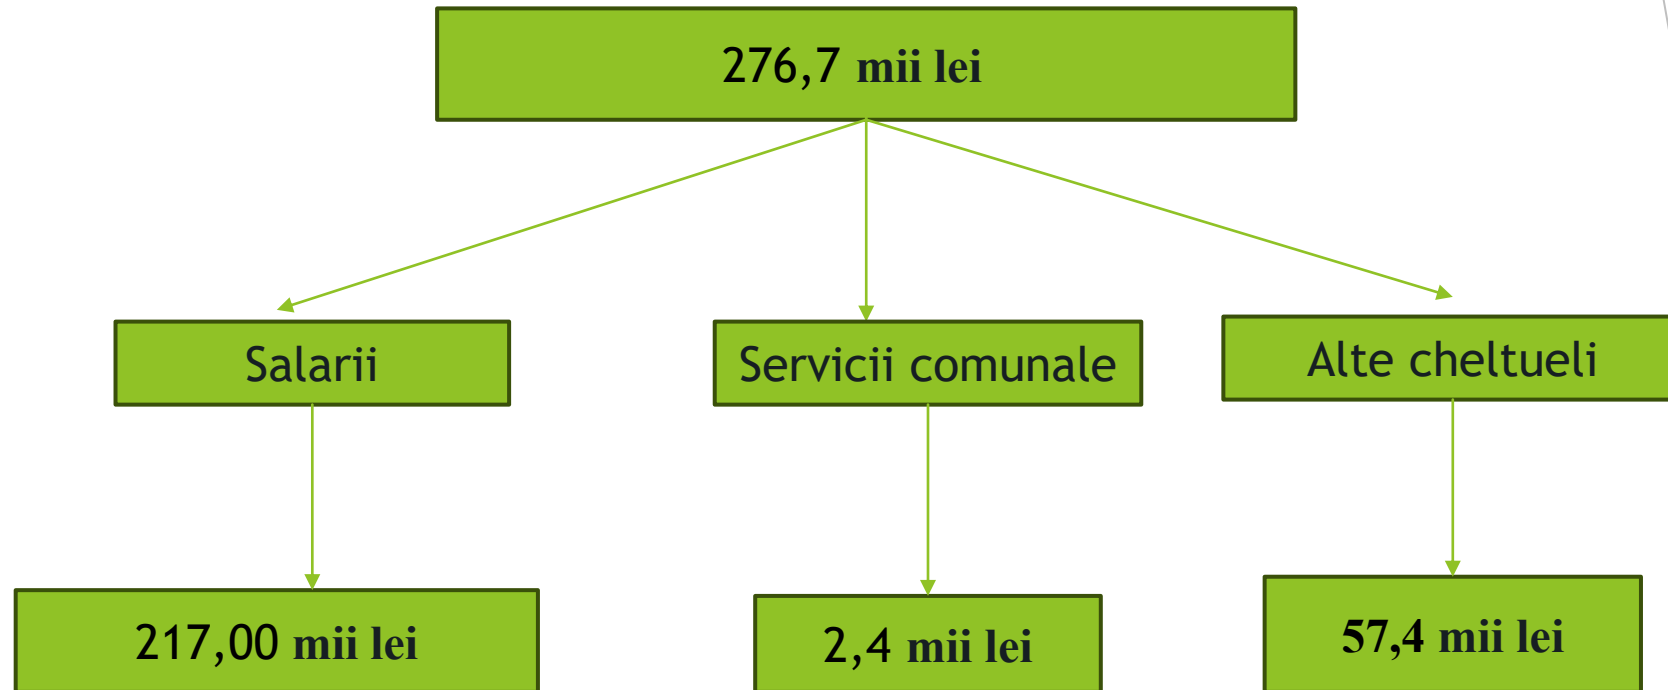 276,7 mii lei
Salarii
Servicii comunale
Alte cheltueli
217,00 mii lei
2,4 mii lei
57,4 mii lei